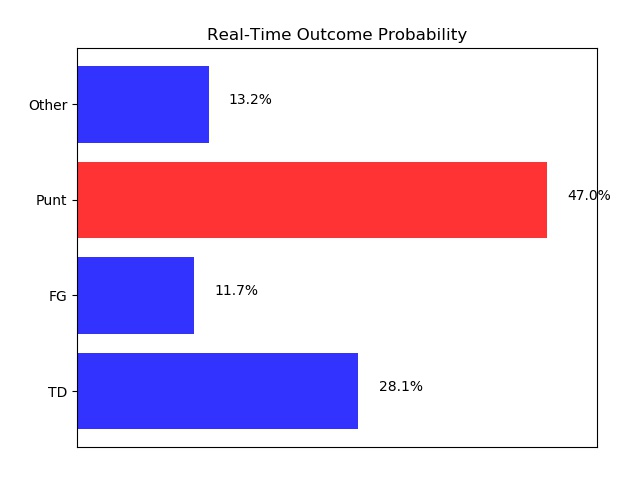 Real-Time Outcome Probability
Other
13.2%
Punt
47.0%
FG
11.7%
TD
28.1%